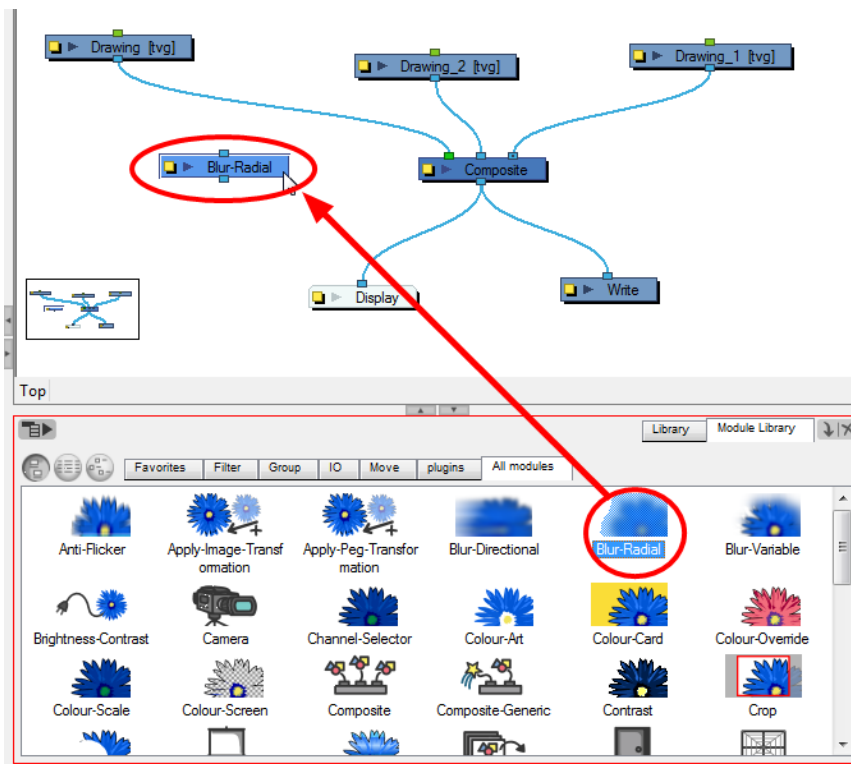 Drawing [tvg]
Drawing_2 [tvg]
Drawing_1 [tvg]
Blur-Radial
Composite
Display
Write
Top
Library
Module Library
Favorites
Filter
Group
IO
Move
plugins
All modules
Anti-Flicker
Apply-Image-Transf
ormation
Apply-Peg-Transfor
mation
Blur-Directional
Blur-Radial
Blur-Variable
Brightness-Contrast
Camera
Channel-Selector
Colour-Art
Colour-Card
Colour-Override
Colour-Scale
Colour-Screen
Composite
Composite-Generic
Contrast
Crop